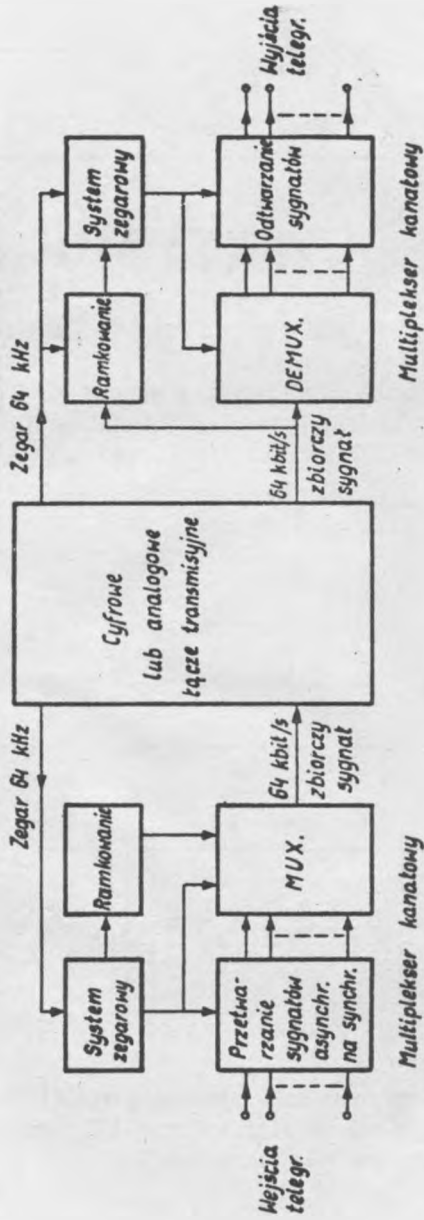 Zegar 64 kHz
Zegar 64 kHz
System
zegarowy
Ramkowanie
Cyfrowe
lub analogowe
łącze transmisyjne
Ramkowanie
System
zegarowy
Wejścia
telegr.
Przetwa-
rzanie
sygnałów
asynchr.
na synchr.
MUX.
64 kbit/s
zbiorczy
sygnał
64 kbit/s
zbiorczy
sygnał
DEMUX.
Odtwarzanie
sygnałów
Wyjścia
telegr.
Multiplekser kanałowy
Multiplekser kanałowy